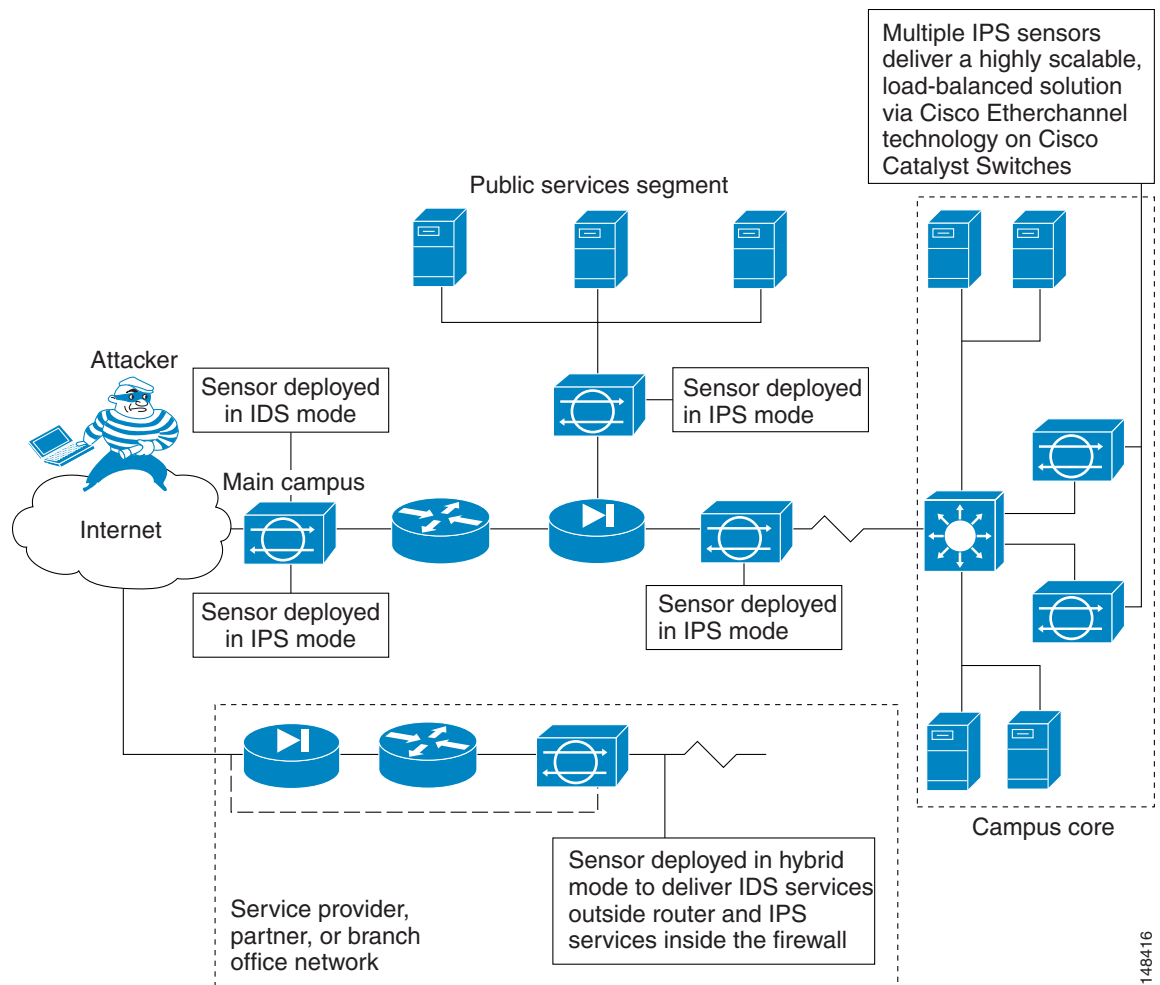 Multiple IPS sensors
deliver a highly scalable,
load-balanced solution
via Cisco Etherchannel
technology on Cisco
Catalyst Switches
Public services segment
Attacker
Sensor deployed
in IDS mode
Sensor deployed
in IPS mode
Main campus
Internet
Sensor deployed
in IPS mode
Sensor deployed
in IPS mode
Campus core
Sensor deployed in hybrid
mode to deliver IDS services
outside router and IPS
services inside the firewall
Service provider,
partner, or branch
office network
148416